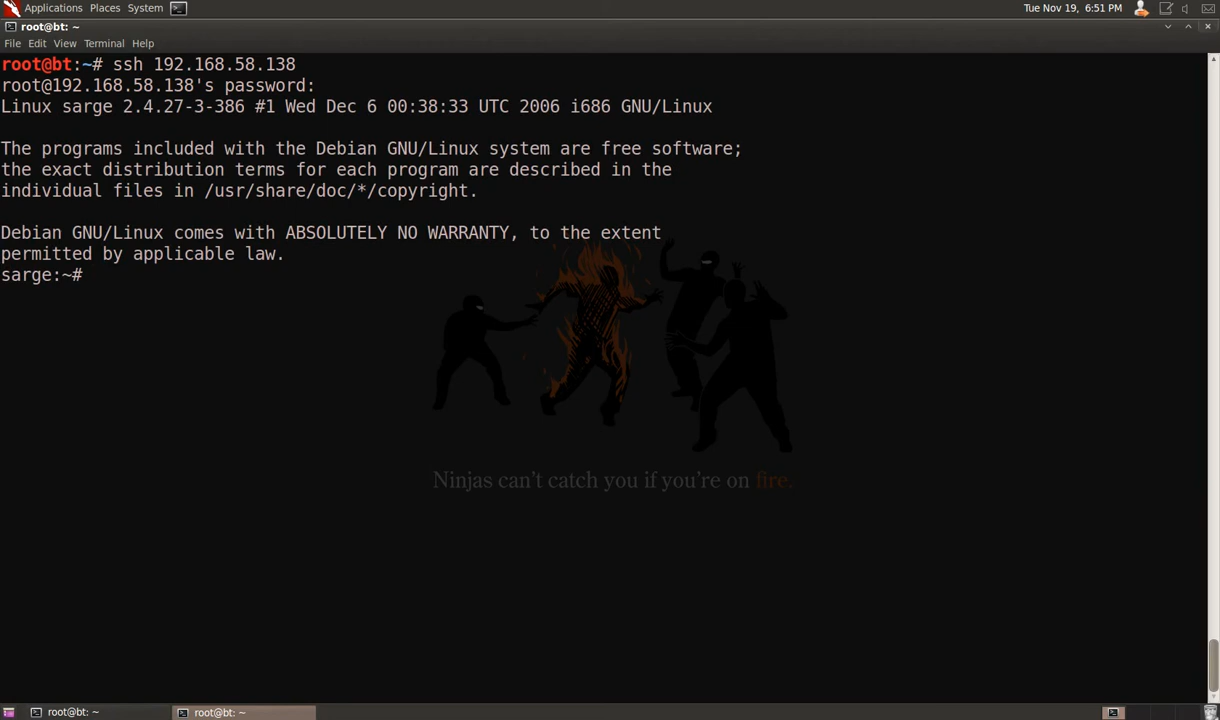 Applications Places System
Tue Nov 19, 6:51 PM
root@bt: ~
File Edit View Terminal Help
root@bt:~# ssh 192.168.58.138
root@192.168.58.138's password:
Linux sarge 2.4.27-3-386 #1 Wed Dec 6 00:38:33 UTC 2006 i686 GNU/Linux
The programs included with the Debian GNU/Linux system are free software;
the exact distribution terms for each program are described in the
individual files in /usr/share/doc/*/copyright.
Debian GNU/Linux comes with ABSOLUTELY NO WARRANTY, to the extent
permitted by applicable law.
sarge:~#
Ninjas can't catch you if you're on fire.
root@bt: ~
root@bt: ~